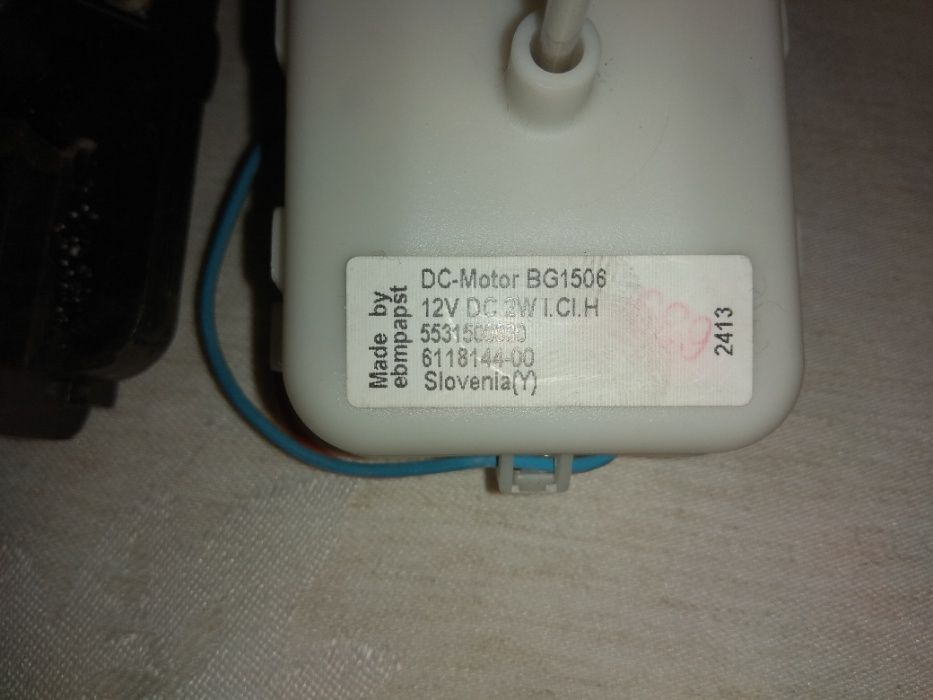 Made by
ebmpapst
DC-Motor BG1506
12V DC 2W I.Cl.H
6118144-00
Slovenia(Y)
2413